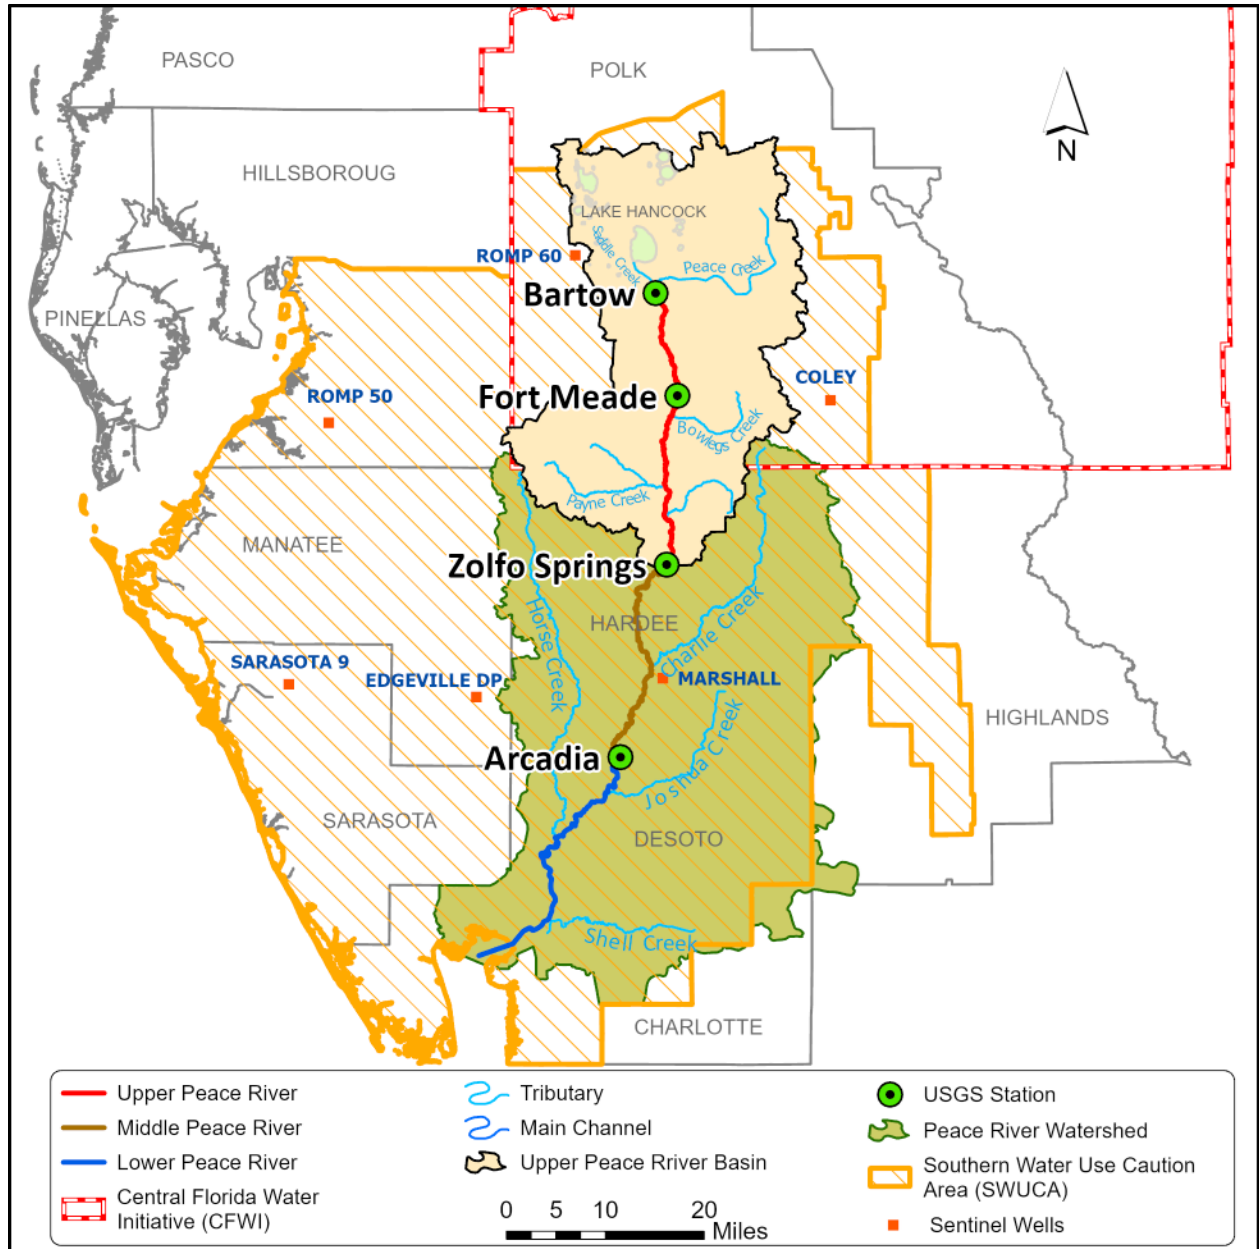 PASCO
POLK
HILLSBOROUG
N
LAKE HANCOCK
Saddle Creek
ROMP 60
Peace Creek
Bartow
PINELLAS
COLEY
ROMP 50
Fort Meade
Bowlegs Creek
Payne Creek
MANATEE
Zolfo Springs
Horse Creek
HARDEE
Charlie Creek
SARASOTA 9
EDGEVILLE DP
MARSHALL
Joshua Creek
HIGHLANDS
Arcadia
SARASOTA
DESOTO
Shell Creek
CHARLOTTE
Upper Peace River
Middle Peace River
Lower Peace River
Central Florida Water
Initiative (CFWI)
Tributary
Main Channel
Upper Peace Rriver Basin
0 5 10 20
Miles
USGS Station
Peace River Watershed
Southern Water Use Caution
Area (SWUCA)
Sentinel Wells